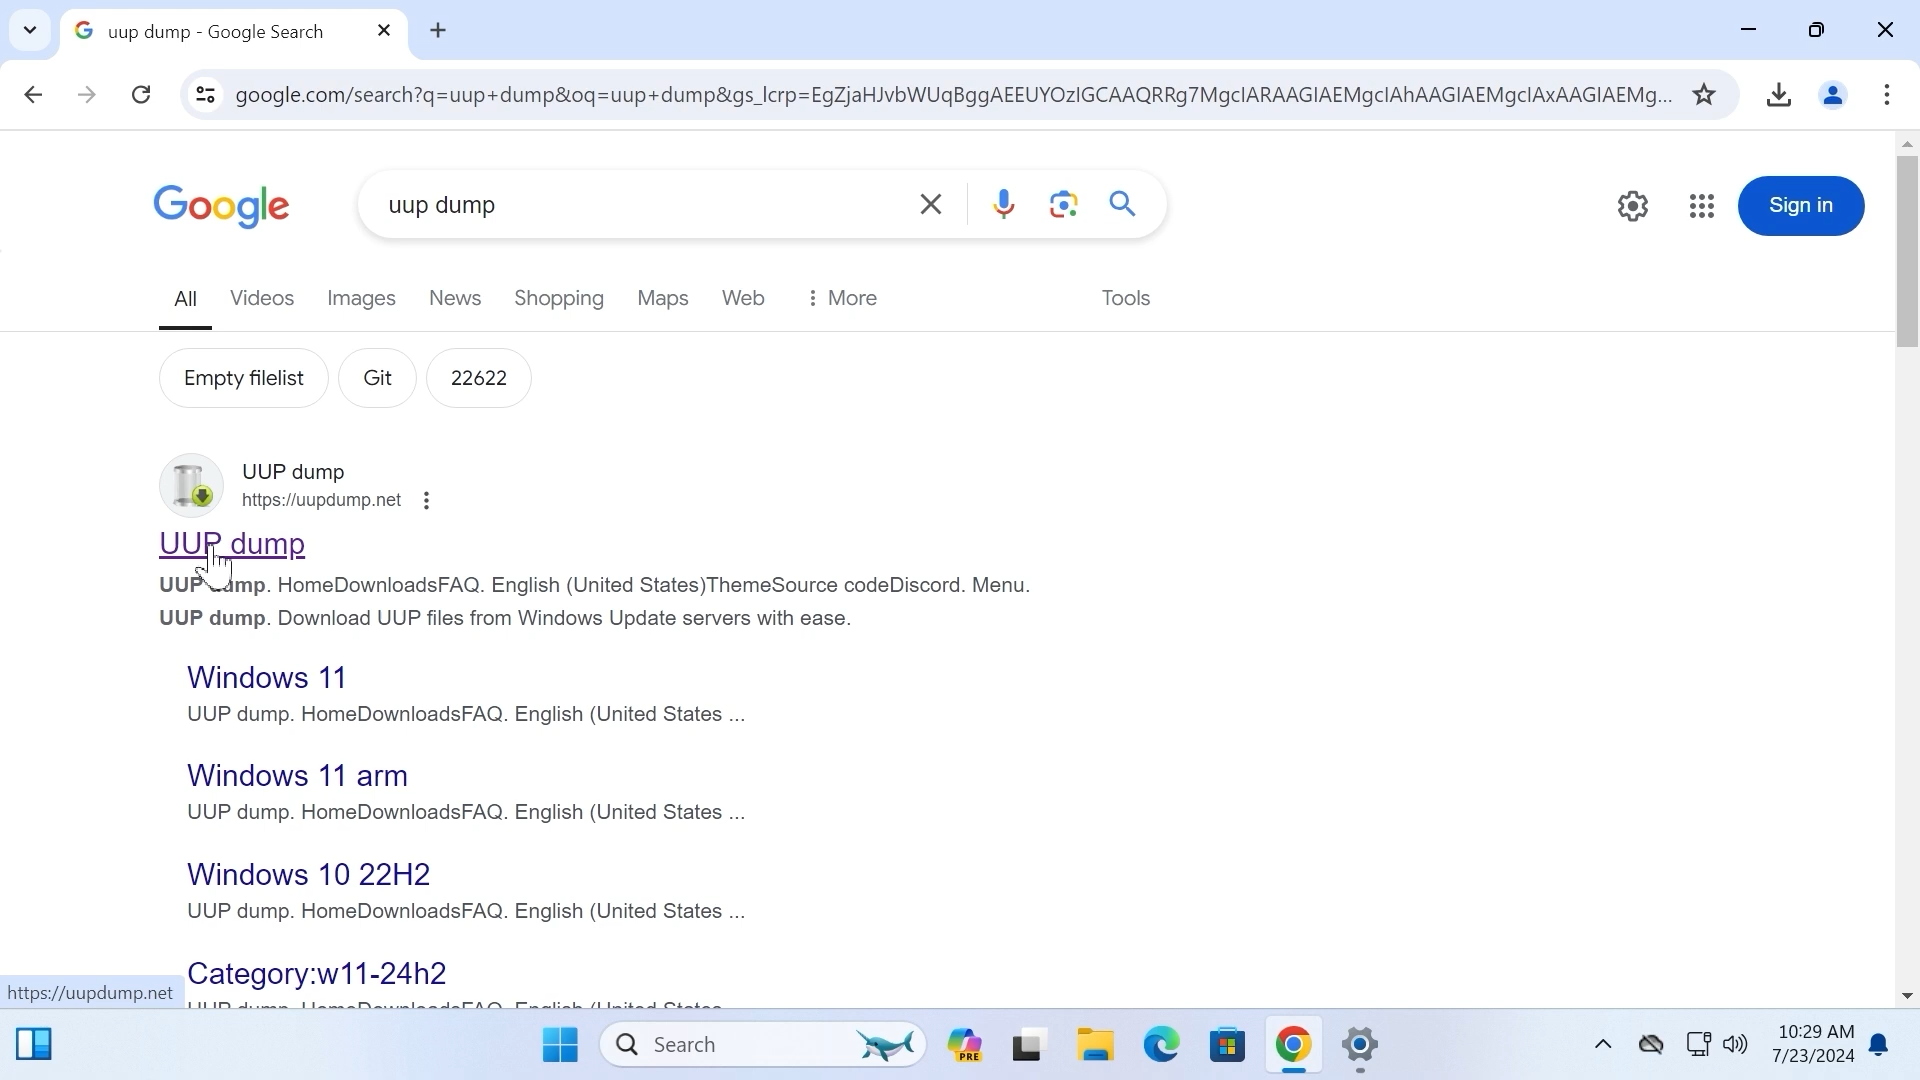 uup dump - Google Search
google.com/search?q=uup+dump&oq=uup+dump&gs_lcrp=EgZjaHJvbWUqBggAEEUYOzIGCAAQRRg7MgcIARAAGIAEMgcIAhAAGIAEMgcIAxAAGIAEMg...
Google
uup dump
Sign in
All Videos Images News Shopping Maps Web More Tools
Empty filelist Git 22622
UUP dump
https://uupdump.net
UUP dump
UUP dump. HomeDownloadsFAQ. English (United States)ThemeSource codeDiscord. Menu.
UUP dump. Download UUP files from Windows Update servers with ease.
Windows 11
UUP dump. HomeDownloadsFAQ. English (United States ...
Windows 11 arm
UUP dump. HomeDownloadsFAQ. English (United States ...
Windows 10 22H2
UUP dump. HomeDownloadsFAQ. English (United States ...
Category:w11-24h2
UUP dump. HomeDownloadsFAQ. English (United States
https://uupdump.net
Search
PRE
10:29 AM
7/23/2024